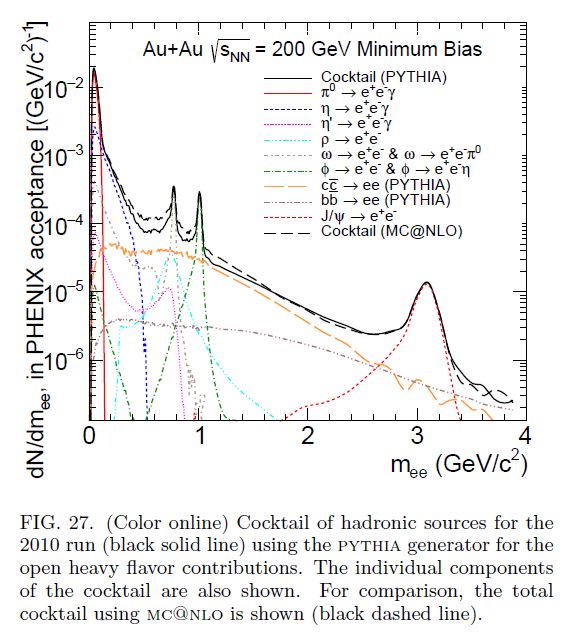 Au+Au √sNN = 200 GeV Minimum Bias
Cocktail (PYTHIA)
π⁰ → e⁺e⁻γ
η → e⁺e⁻γ
η' → e⁺e⁻γ
ρ → e⁺e⁻
ω → e⁺e⁻ & ω → e⁺e⁻π⁰
ϕ → e⁺e⁻ & ϕ → e⁺e⁻η
cc̅ → ee (PYTHIA)
bb̅ → ee (PYTHIA)
J/ψ → e⁺e⁻
Cocktail (MC@NLO)
dN/dmee, in PHENIX acceptance [(GeV/c²)⁻¹]
10⁻²
10⁻³
10⁻⁴
10⁻⁵
10⁻⁶
0 1 2 3 4
mee (GeV/c²)
FIG. 27. (Color online) Cocktail of hadronic sources for the
2010 run (black solid line) using the PYTHIA generator for the
open heavy flavor contributions. The individual components
of the cocktail are also shown. For comparison, the total
cocktail using MC@NLO is shown (black dashed line).